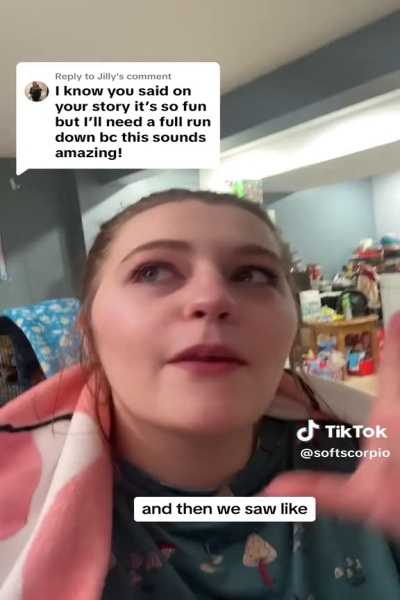 Reply to Jilly's comment
I know you said on
your story it's so fun
but I'll need a full run
down bc this sounds
amazing!
TikTok
@softscorpio
and then we saw like